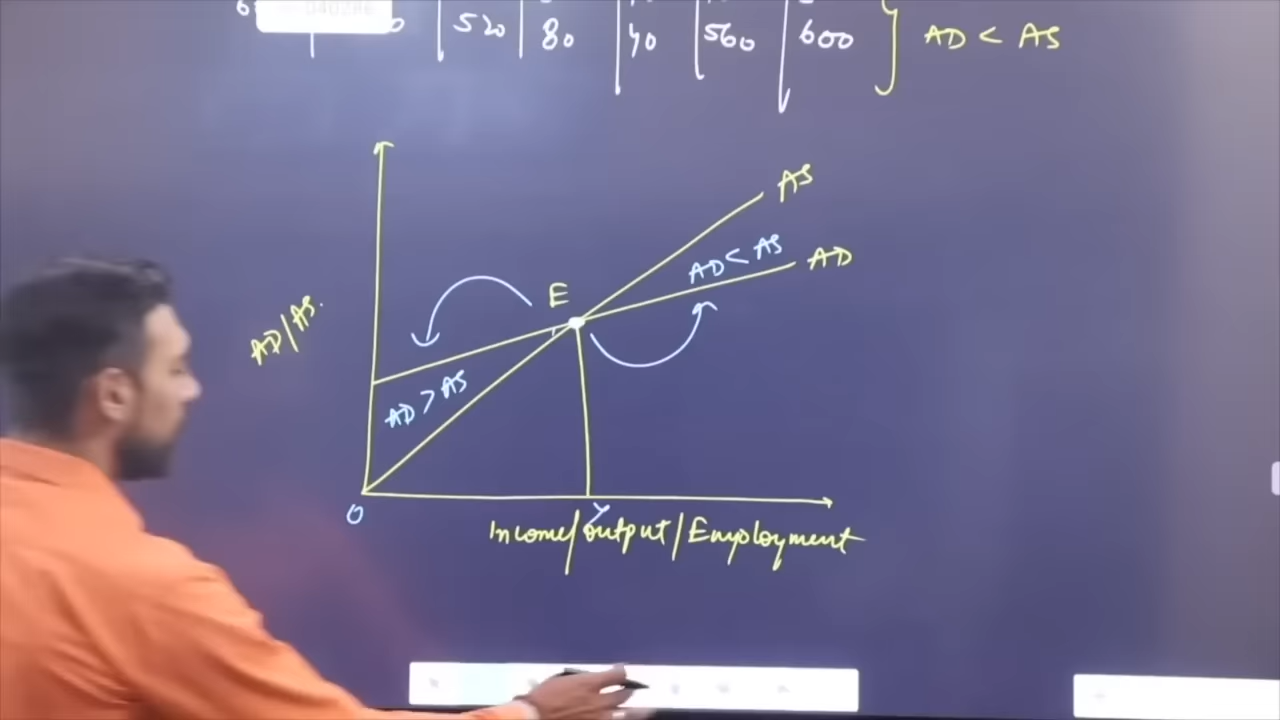 520 80 40 560 600 AD < AS
AS
AD < AS
AD
E
AD/AS.
AD > AS
O
Y
Income/output/Employment